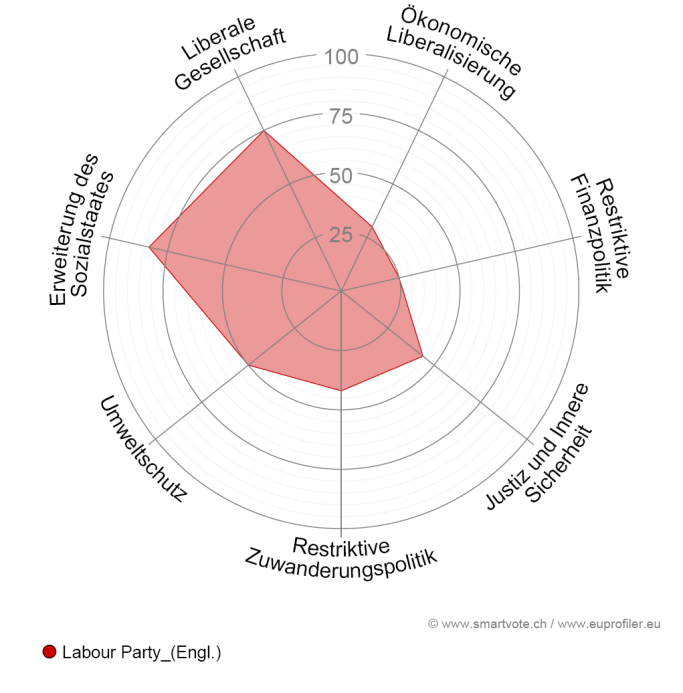 Liberale
Gesellschaft
Ökonomische
Liberalisierung
100
75
50
25
Erweiterung des
Sozialstaates
Restriktive
Finanzpolitik
Umweltschutz
Justiz und Innere
Sicherheit
Restriktive
Zuwanderungspolitik
© www.smartvote.ch / www.euprofiler.eu
Labour Party_(Engl.)